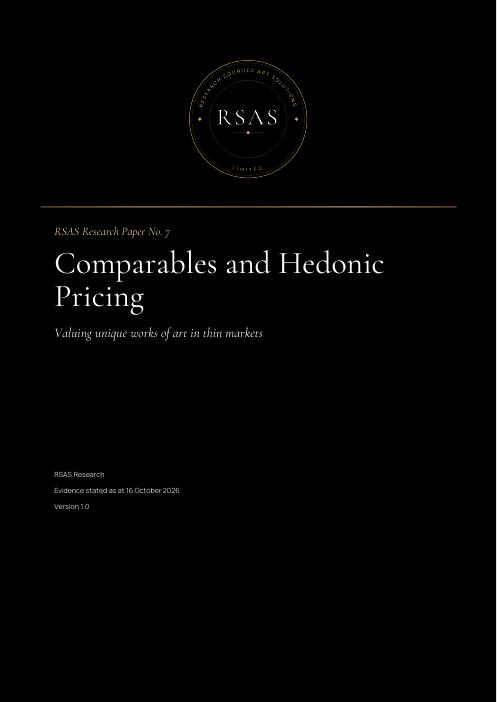 RESEARCH SOURCED ART SOLUTIONS
RSAS
LIMITED
RSAS Research Paper No. 7
Comparables and Hedonic
Pricing
Valuing unique works of art in thin markets
RSAS Research
Evidence stated as at 16 October 2026
Version 1.0